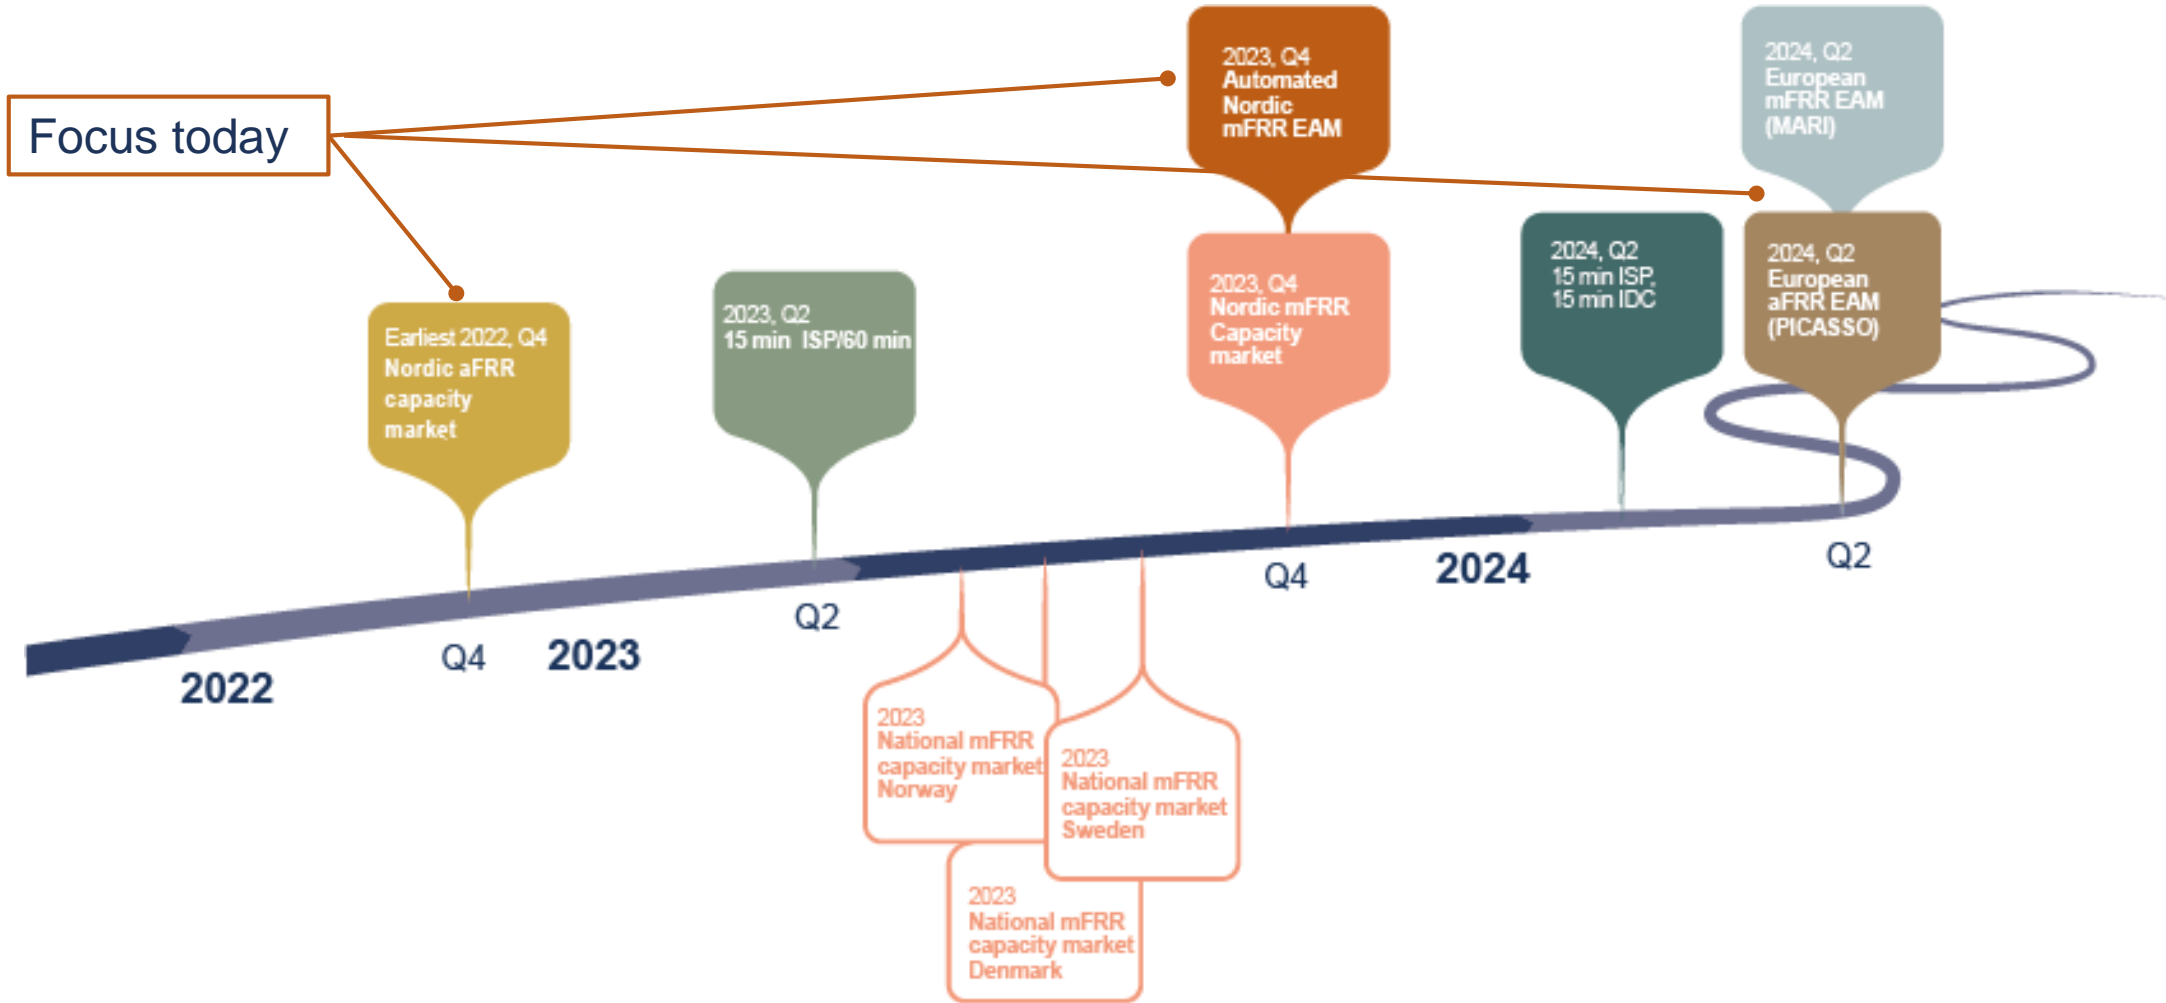 Focus today
2023, Q4
Automated
Nordic
mFRR EAM
2024, Q2
European
mFRR EAM
(MARI)
Earliest 2022, Q4
Nordic aFRR
capacity
market
2023, Q2
15 min  ISP/60 min
2023, Q4
Nordic mFRR
Capacity
market
2024, Q2
15 min ISP,
15 min IDC
2024, Q2
European
aFRR EAM
(PICASSO)
2022
Q4
2023
Q2
Q4
2024
Q2
2023
National mFRR
capacity market
Norway
2023
National mFRR
capacity market
Sweden
2023
National mFRR
capacity market
Denmark